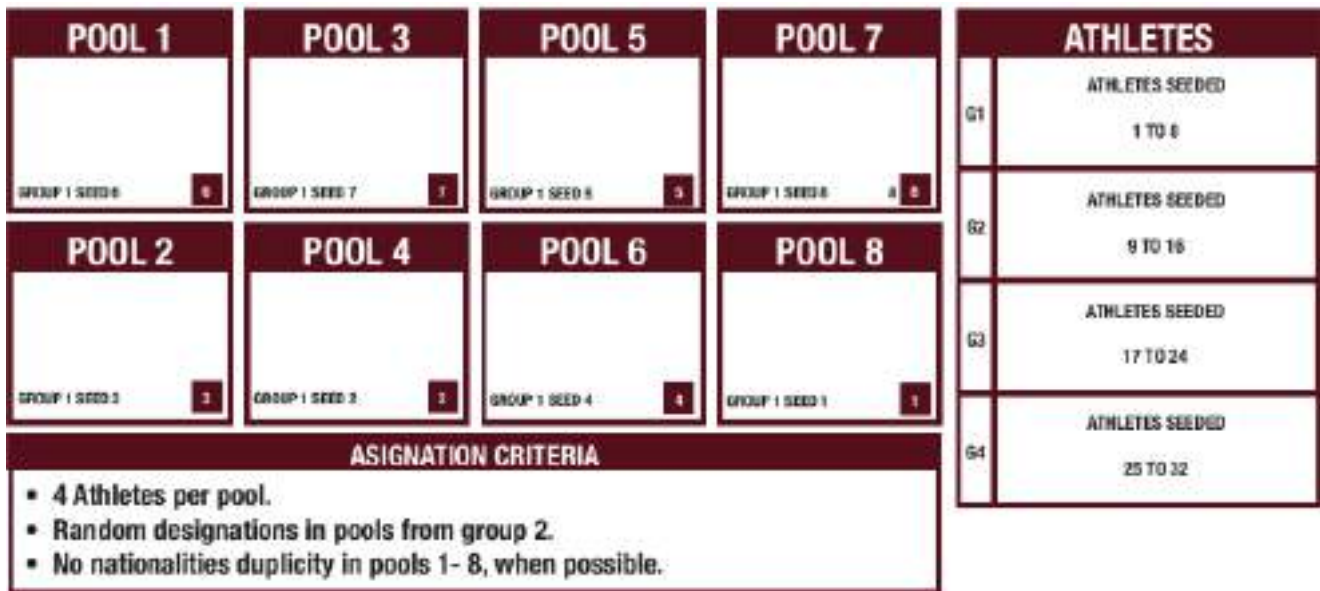 POOL 1
POOL 3
POOL 5
POOL 7
GROUP 1 SEED 6
6
GROUP 1 SEED 7
7
GROUP 1 SEED 5
5
GROUP 1 SEED 8
8
8
POOL 2
POOL 4
POOL 6
POOL 8
GROUP 1 SEED 3
3
GROUP 1 SEED 2
GROUP 1 SEED 4
4
GROUP 1 SEED 1
1
ASIGNATION CRITERIA
• 4 Athletes per pool.
• Random designations in pools from group 2.
• No nationalities duplicity in pools 1- 8, when possible.
ATHLETES
G1
ATHLETES SEEDED
1 TO 8
G2
ATHLETES SEEDED
9 TO 16
G3
ATHLETES SEEDED
17 TO 24
G4
ATHLETES SEEDED
25 TO 32